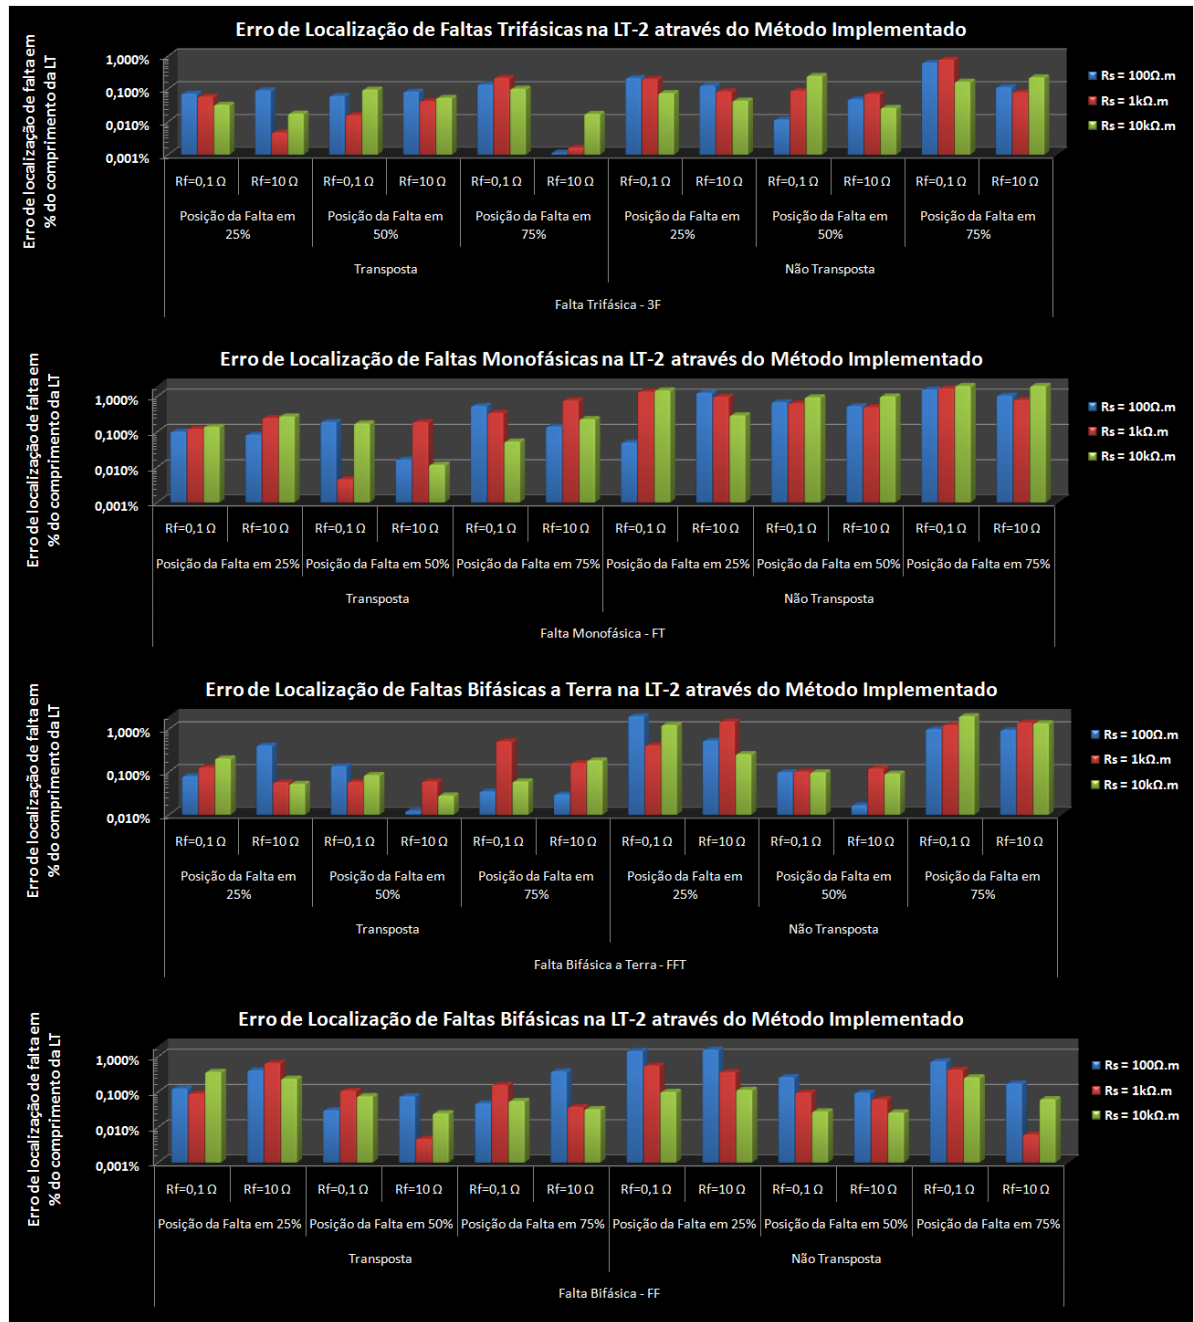 Erro de Localização de Faltas Trifásicas na LT-2 através do Método Implementado
Erro de localização de falta em
% do comprimento da LT
1,000%
0,100%
0,010%
0,001%
Rs = 100Ω.m
Rs = 1kΩ.m
Rs = 10kΩ.m
Rf=0,1 Ω Rf=10 Ω Rf=0,1 Ω Rf=10 Ω Rf=0,1 Ω Rf=10 Ω Rf=0,1 Ω Rf=10 Ω Rf=0,1 Ω Rf=10 Ω Rf=0,1 Ω Rf=10 Ω
Posição da Falta em Posição da Falta em Posição da Falta em Posição da Falta em Posição da Falta em Posição da Falta em
25% 50% 75% 25% 50% 75%
Transposta Não Transposta
Falta Trifásica - 3F
Erro de Localização de Faltas Monofásicas na LT-2 através do Método Implementado
Erro de localização de falta em
% do comprimento da LT
1,000%
0,100%
0,010%
0,001%
Rs = 100Ω.m
Rs = 1kΩ.m
Rs = 10kΩ.m
Rf=0,1 Ω Rf=10 Ω Rf=0,1 Ω Rf=10 Ω Rf=0,1 Ω Rf=10 Ω Rf=0,1 Ω Rf=10 Ω Rf=0,1 Ω Rf=10 Ω Rf=0,1 Ω Rf=10 Ω
Posição da Falta em 25% Posição da Falta em 50% Posição da Falta em 75% Posição da Falta em 25% Posição da Falta em 50% Posição da Falta em 75%
Transposta Não Transposta
Falta Monofásica - FT
Erro de Localização de Faltas Bifásicas a Terra na LT-2 através do Método Implementado
Erro de localização de falta em
% do comprimento da LT
1,000%
0,100%
0,010%
Rs = 100Ω.m
Rs = 1kΩ.m
Rs = 10kΩ.m
Rf=0,1 Ω Rf=10 Ω Rf=0,1 Ω Rf=10 Ω Rf=0,1 Ω Rf=10 Ω Rf=0,1 Ω Rf=10 Ω Rf=0,1 Ω Rf=10 Ω Rf=0,1 Ω Rf=10 Ω
Posição da Falta em Posição da Falta em Posição da Falta em Posição da Falta em Posição da Falta em Posição da Falta em
25% 50% 75% 25% 50% 75%
Transposta Não Transposta
Falta Bifásica a Terra - FFT
Erro de Localização de Faltas Bifásicas na LT-2 através do Método Implementado
Erro de localização de falta em
% do comprimento da LT
1,000%
0,100%
0,010%
0,001%
Rs = 100Ω.m
Rs = 1kΩ.m
Rs = 10kΩ.m
Rf=0,1 Ω Rf=10 Ω Rf=0,1 Ω Rf=10 Ω Rf=0,1 Ω Rf=10 Ω Rf=0,1 Ω Rf=10 Ω Rf=0,1 Ω Rf=10 Ω Rf=0,1 Ω Rf=10 Ω
Posição da Falta em 25% Posição da Falta em 50% Posição da Falta em 75% Posição da Falta em 25% Posição da Falta em 50% Posição da Falta em 75%
Transposta Não Transposta
Falta Bifásica - FF